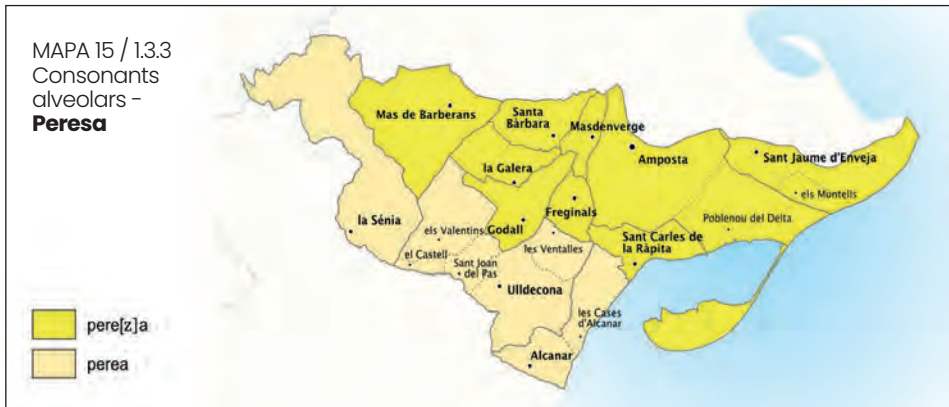 MAPA 15 / 1.3.3
Consonants
alveolars -
Peresa
Mas de Barberans
Santa
Bàrbara
Masdenverge
Amposta
Sant Jaume d'Enveja
la Galera
els Muntells
la Sénia
els Valentins
Godall
Freginals
Poblenou del Delta
el Castell
les Ventalles
Sant Carles de
la Ràpita
Sant Joan
del Pas
Ulldecona
les Cases
d'Alcanar
Alcanar
pere[z]a
perea